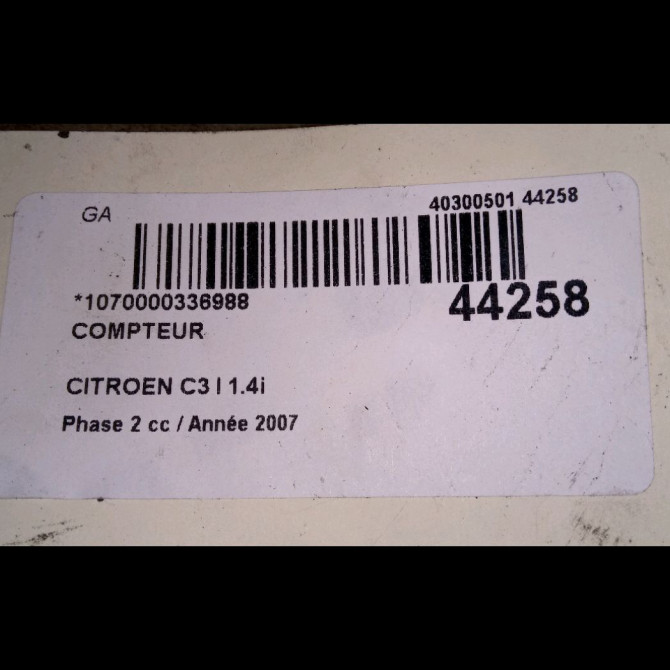 GA
40300501 44258
*1070000336988
44258
COMPTEUR
CITROEN C3 I 1.4i
Phase 2 cc / Année 2007